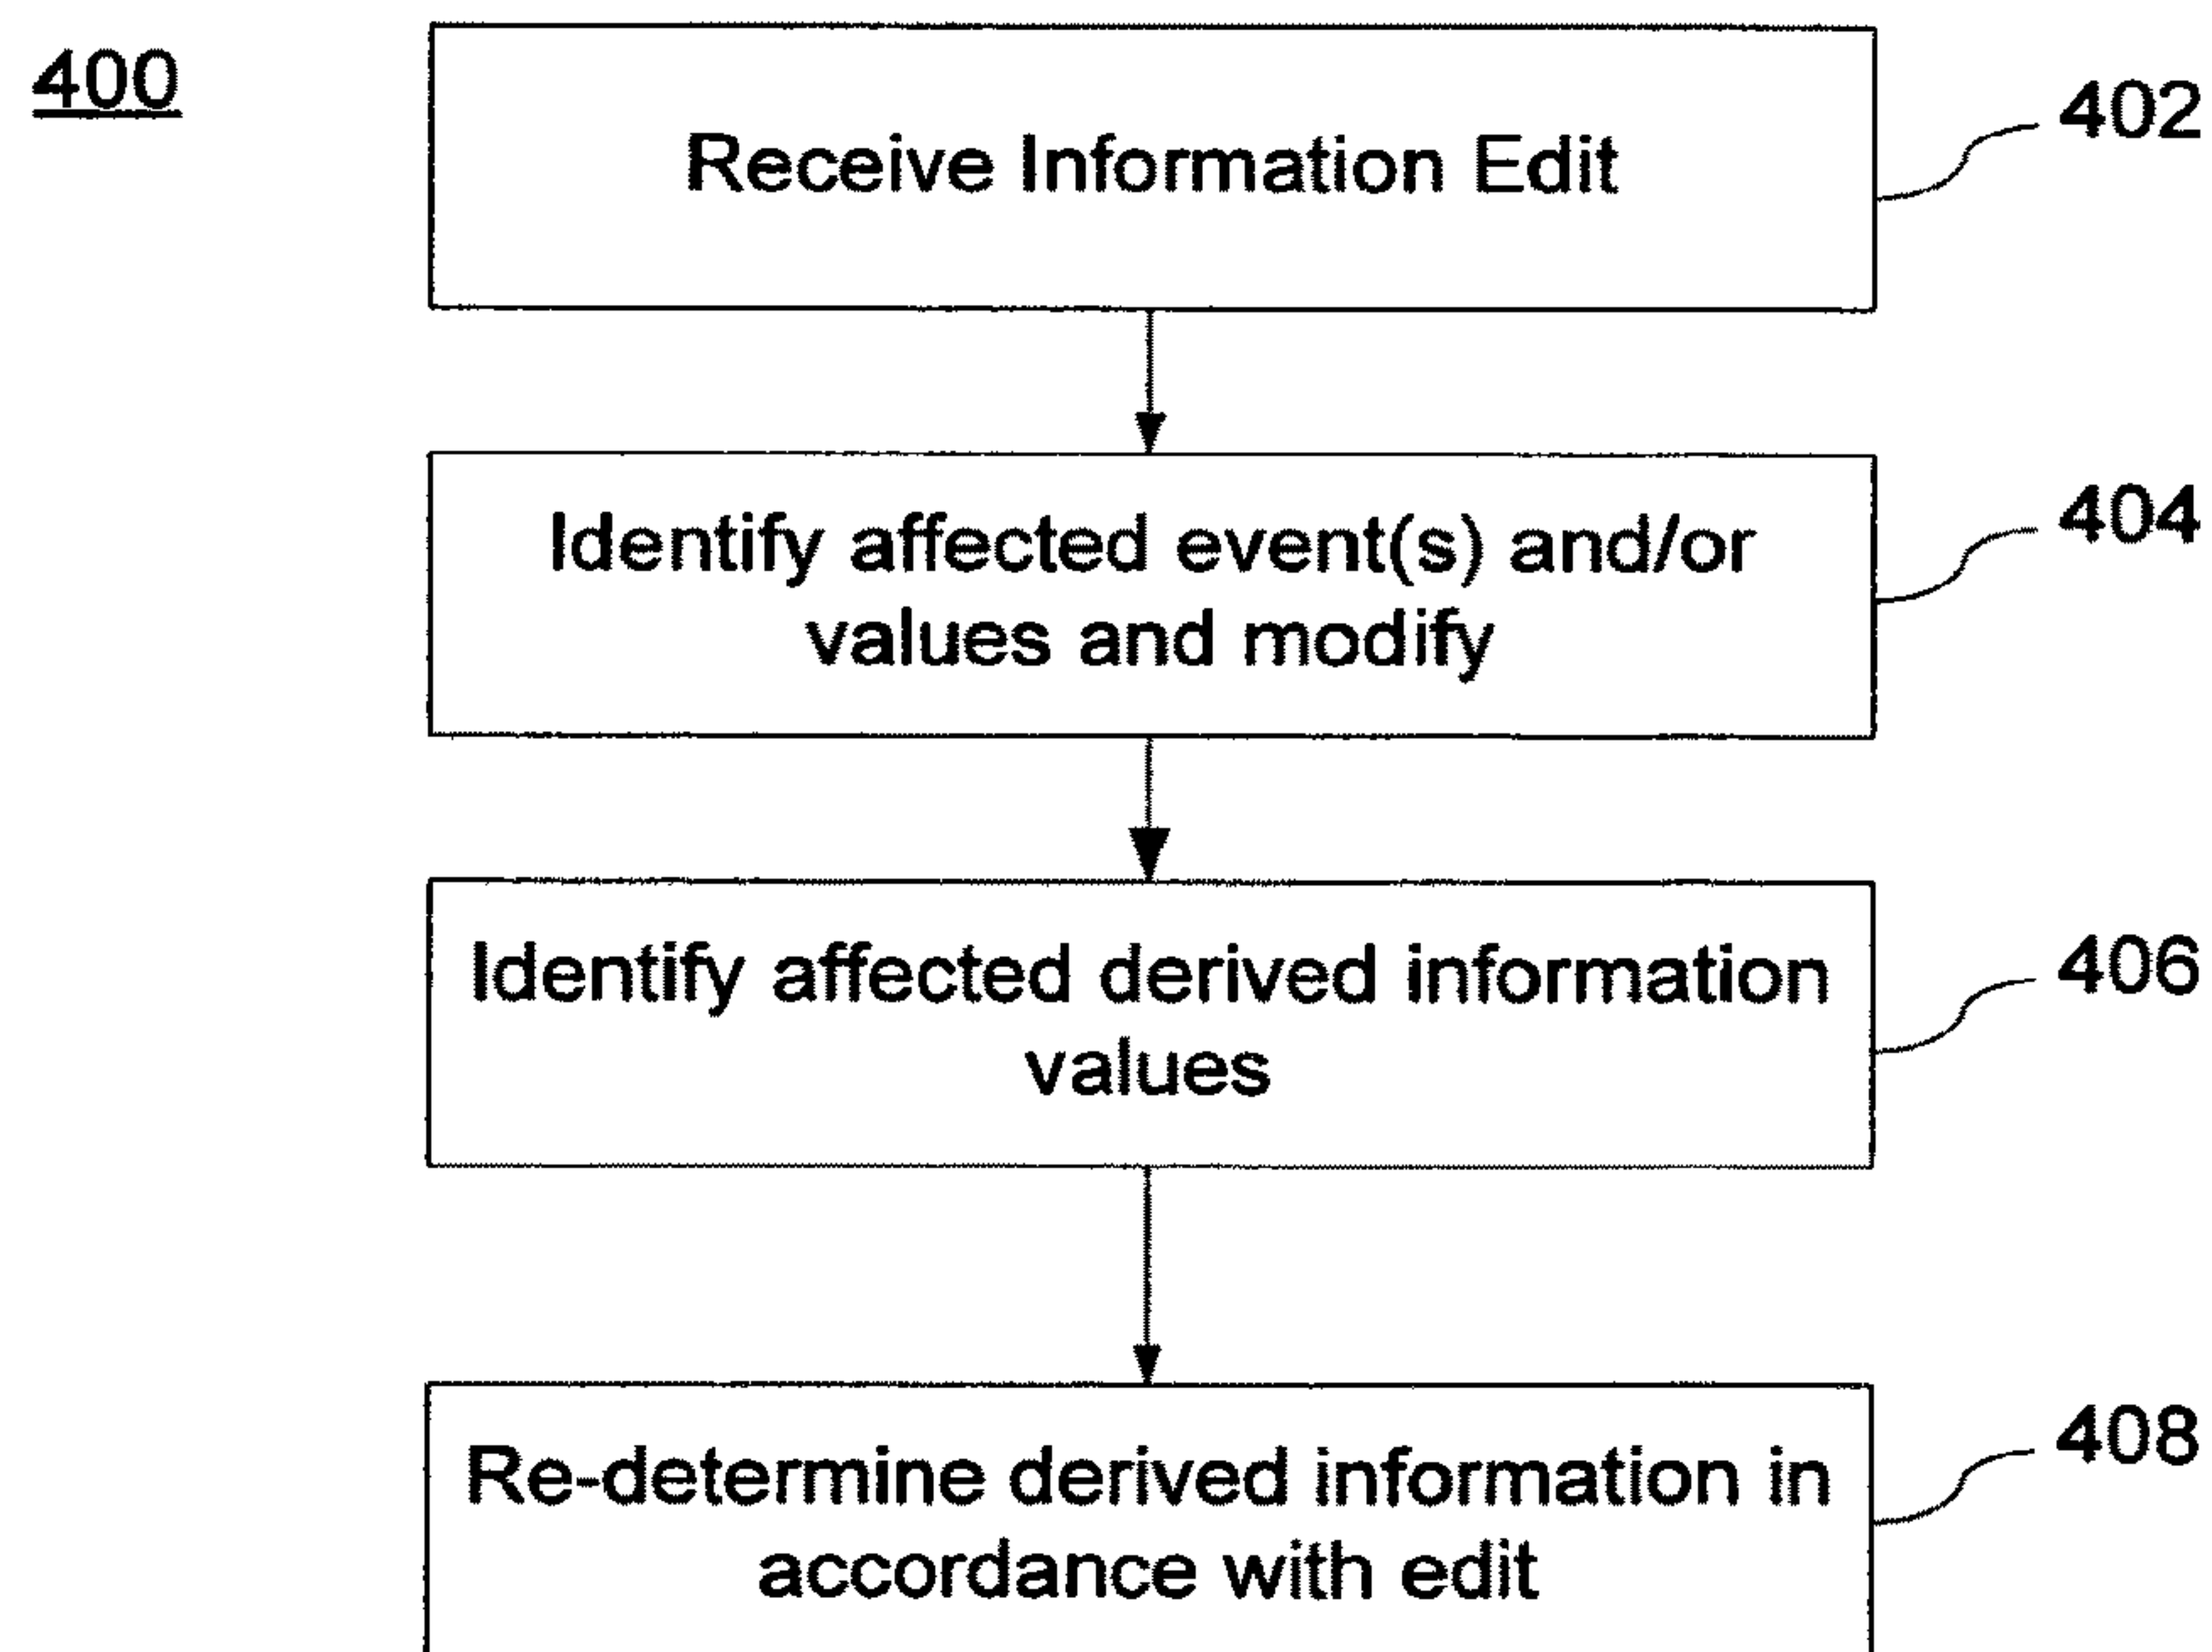 400
Receive Information Edit
402
Identify affected event(s) and/or
values and modify
404
Identify affected derived information
values
406
Re-determine derived information in
accordance with edit
408